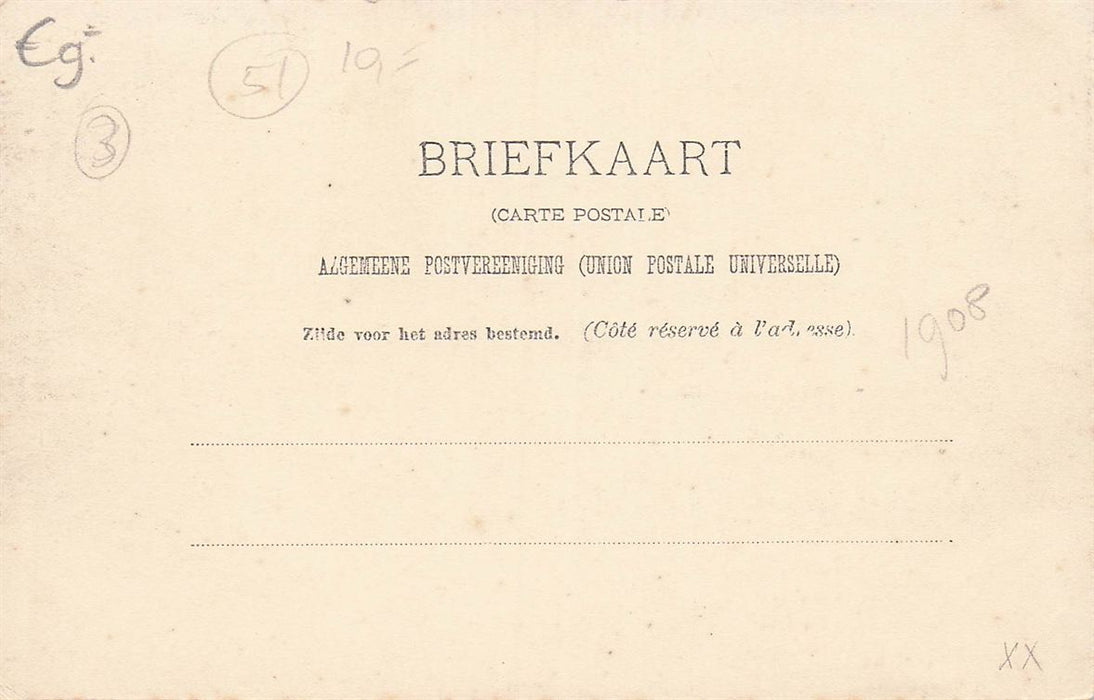 €9,=
51
19,-
3
BRIEFKAART
(CARTE POSTALE)
ALGEMEENE POSTVEREENIGING (UNION POSTALE UNIVERSELLE)
Zijde voor het adres bestemd. (Côté réservé à l'adresse).
1908
XX